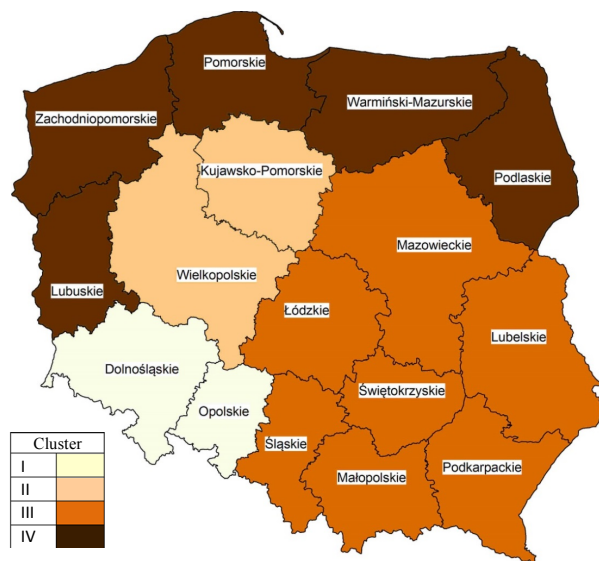 Pomorskie
Warmiński-Mazurskie
Zachodniopomorskie
Kujawsko-Pomorskie
Podlaskie
Mazowieckie
Wielkopolskie
Lubuskie
Łódzkie
Lubelskie
Dolnośląskie
Świętokrzyskie
Opolskie
Śląskie
Podkarpackie
Małopolskie
Cluster
I
II
III
IV